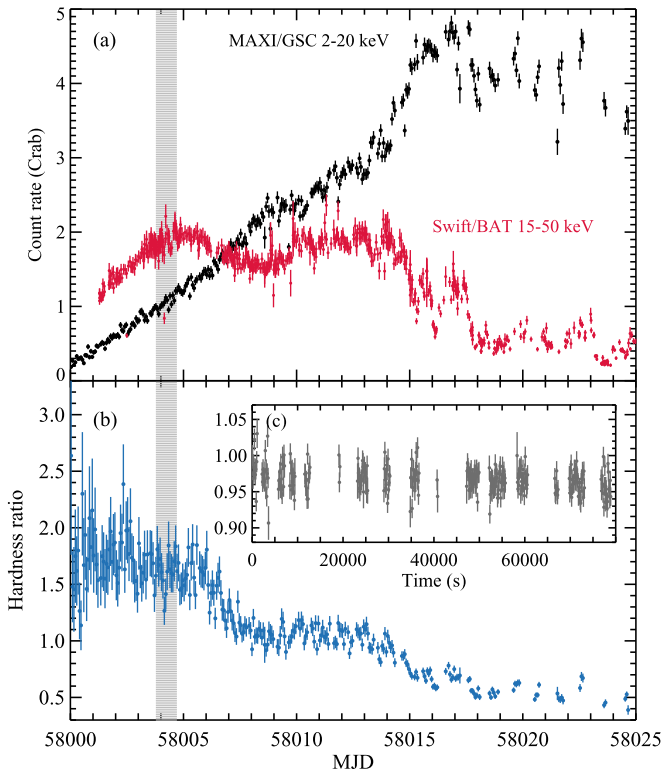 (a)
MAXI/GSC 2-20 keV
Swift/BAT 15-50 keV
Count rate (Crab)
5
4
3
2
1
0
(b)
(c)
Hardness ratio
3.0
2.5
2.0
1.5
1.0
0.5
1.05
1.00
0.95
0.90
0 20000 40000 60000
Time (s)
58000 58005 58010 58015 58020 58025
MJD